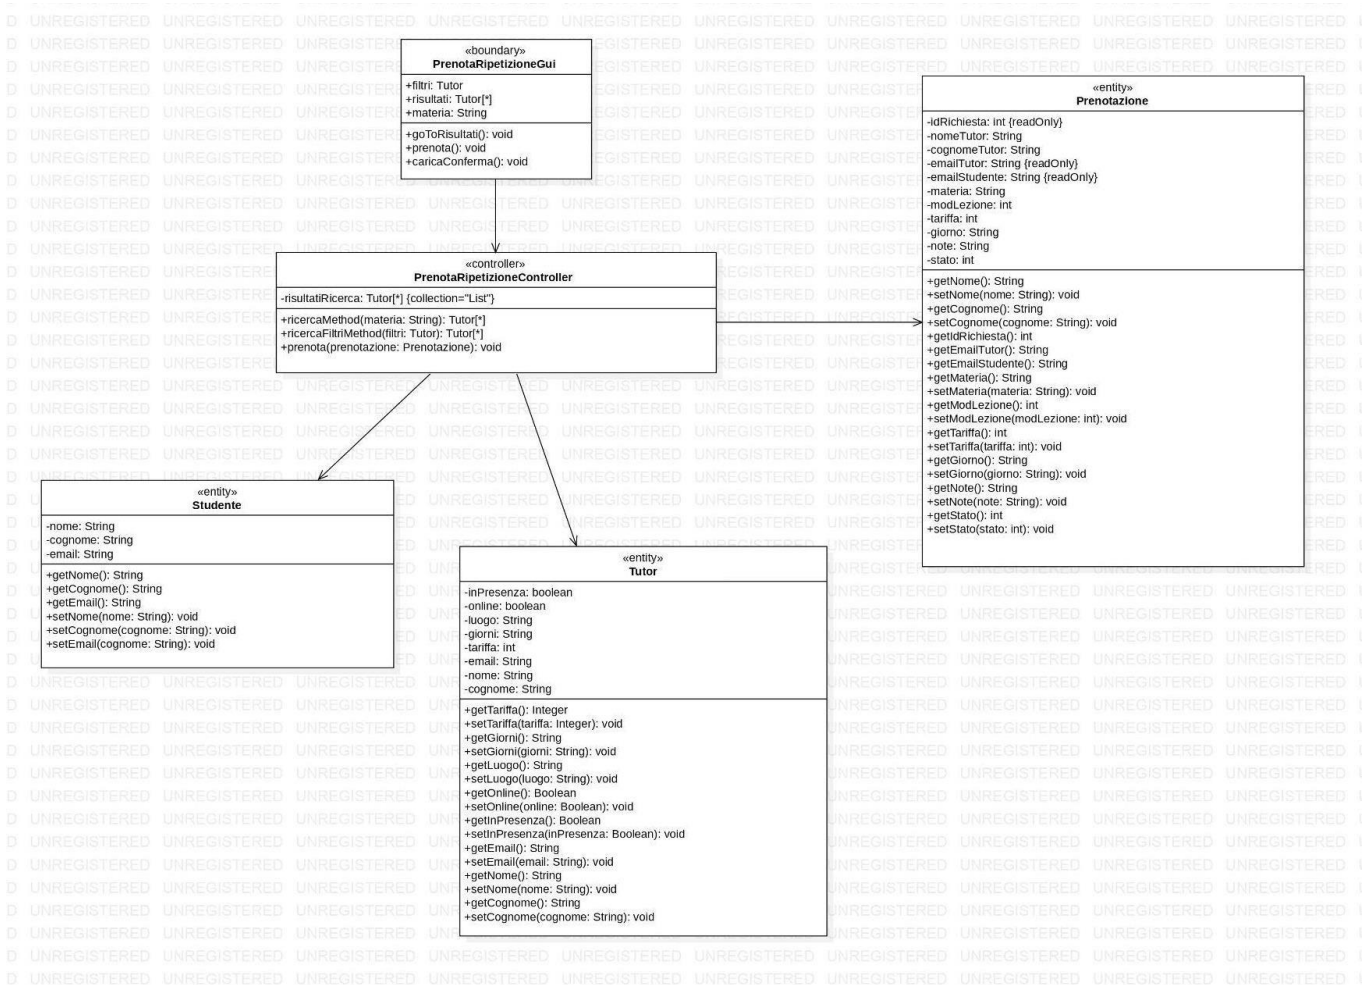 «boundary»
PrenotaRipetizioneGui
+filtri: Tutor
+risultati: Tutor[*]
+materia: String
+goToRisultati(): void
+prenota(): void
+caricaConferma(): void
«controller»
PrenotaRipetizioneController
-risultatiRicerca: Tutor[*] {collection="List"}
+ricercaMethod(materia: String): Tutor[*]
+ricercaFiltriMethod(filtri: Tutor): Tutor[*]
+prenota(prenotazione: Prenotazione): void
«entity»
Prenotazione
-idRichiesta: int {readOnly}
-nomeTutor: String
-cognomeTutor: String
-emailTutor: String {readOnly}
-emailStudente: String {readOnly}
-materia: String
-modLezione: int
-tariffa: int
-giorno: String
-note: String
-stato: int
+getNome(): String
+setNome(nome: String): void
+getCognome(): String
+setCognome(cognome: String): void
+getIdRichiesta(): int
+getEmailTutor(): String
+getEmailStudente(): String
+getMateria(): String
+setMateria(materia: String): void
+getModLezione(): int
+setModLezione(modLezione: int): void
+getTariffa(): int
+setTariffa(tariffa: int): void
+getGiorno(): String
+setGiorno(giorno: String): void
+getNote(): String
+setNote(note: String): void
+getStato(): int
+setStato(stato: int): void
«entity»
Studente
-nome: String
-cognome: String
-email: String
+getNome(): String
+getCognome(): String
+getEmail(): String
+setNome(nome: String): void
+setCognome(cognome: String): void
+setEmail(cognome: String): void
«entity»
Tutor
-inPresenza: boolean
-online: boolean
-luogo: String
-giorni: String
-tariffa: int
-email: String
-nome: String
-cognome: String
+getTariffa(): Integer
+setTariffa(tariffa: Integer): void
+getGiorni(): String
+setGiorni(giorni: String): void
+getLuogo(): String
+setLuogo(luogo: String): void
+getOnline(): Boolean
+setOnline(online: Boolean): void
+getInPresenza(): Boolean
+setInPresenza(inPresenza: Boolean): void
+getEmail(): String
+setEmail(email: String): void
+getNome(): String
+setNome(nome: String): void
+getCognome(): String
+setCognome(cognome: String): void
UNREGISTERED